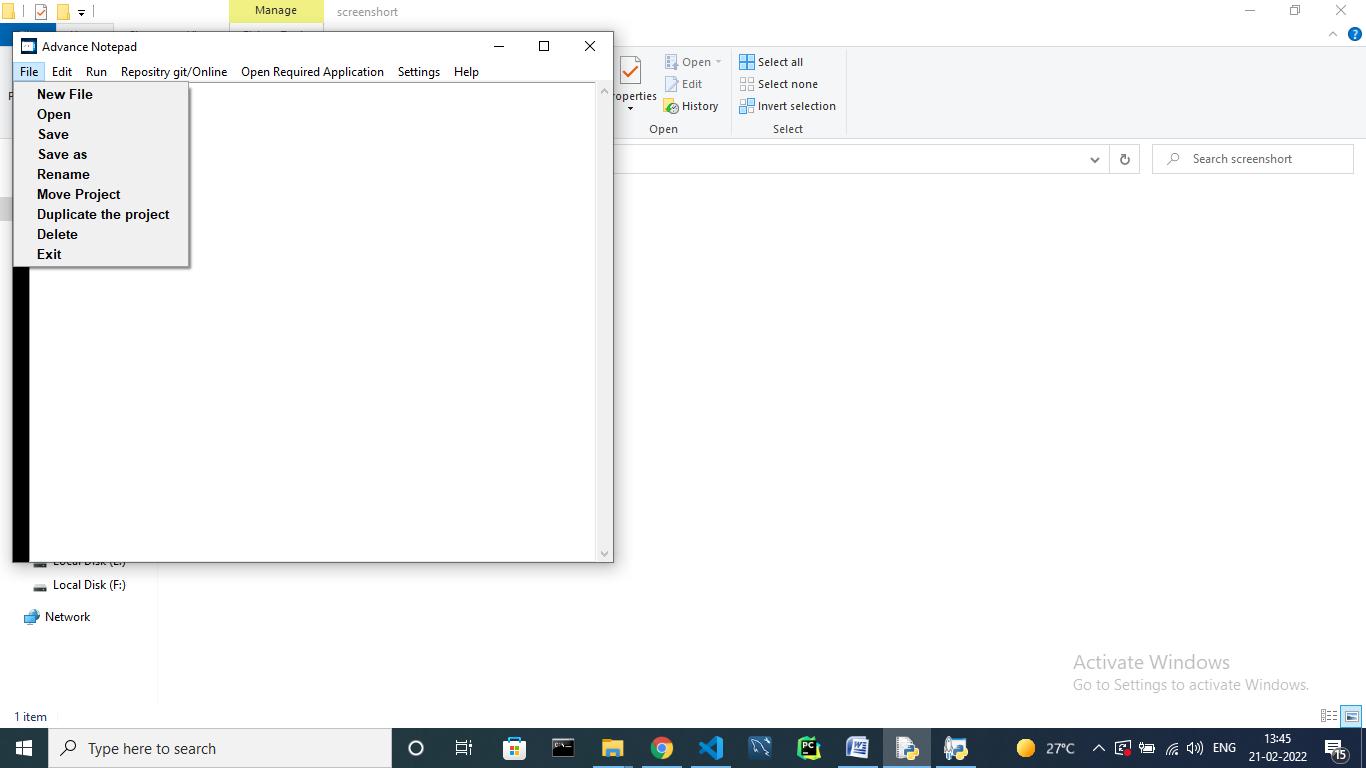 Manage
screenshort
Advance Notepad
File Edit Run Repositry git/Online Open Required Application Settings Help
New File
Open
Save
Save as
Rename
Move Project
Duplicate the project
Delete
Exit
Open
Edit
History
Open
Select all
Select none
Invert selection
Select
Search screenshort
Local Disk (F:)
Network
Activate Windows
Go to Settings to activate Windows.
1 item
Type here to search
PC
27°C
ENG
13:45
21-02-2022
15